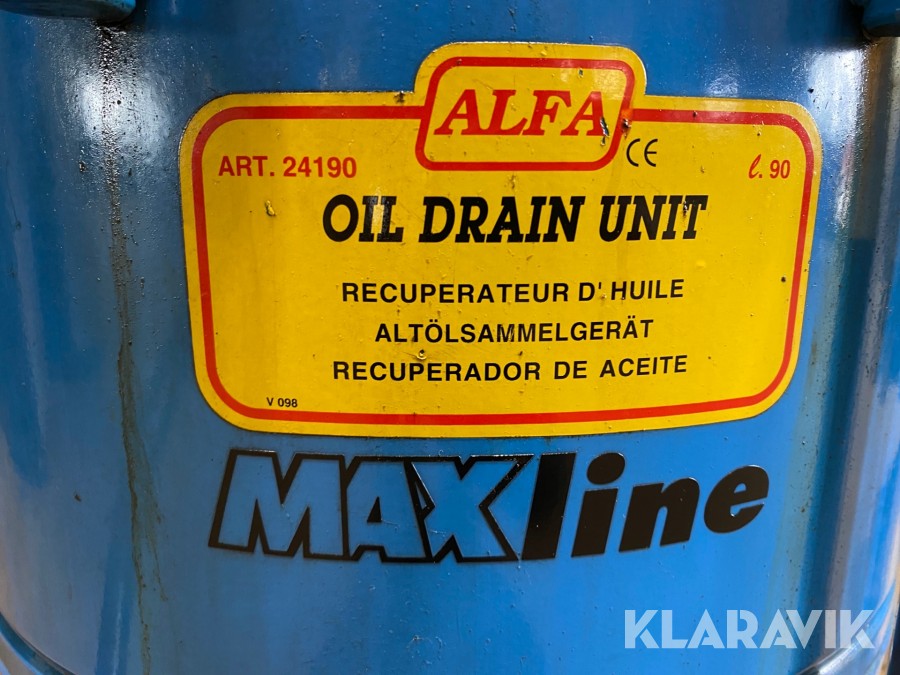 ALFA
CE
ART. 24190
ℓ. 90
OIL DRAIN UNIT
RECUPERATEUR D' HUILE
ALTÖLSAMMELGERÄT
RECUPERADOR DE ACEITE
V 098
MAXline
KLARAVIK